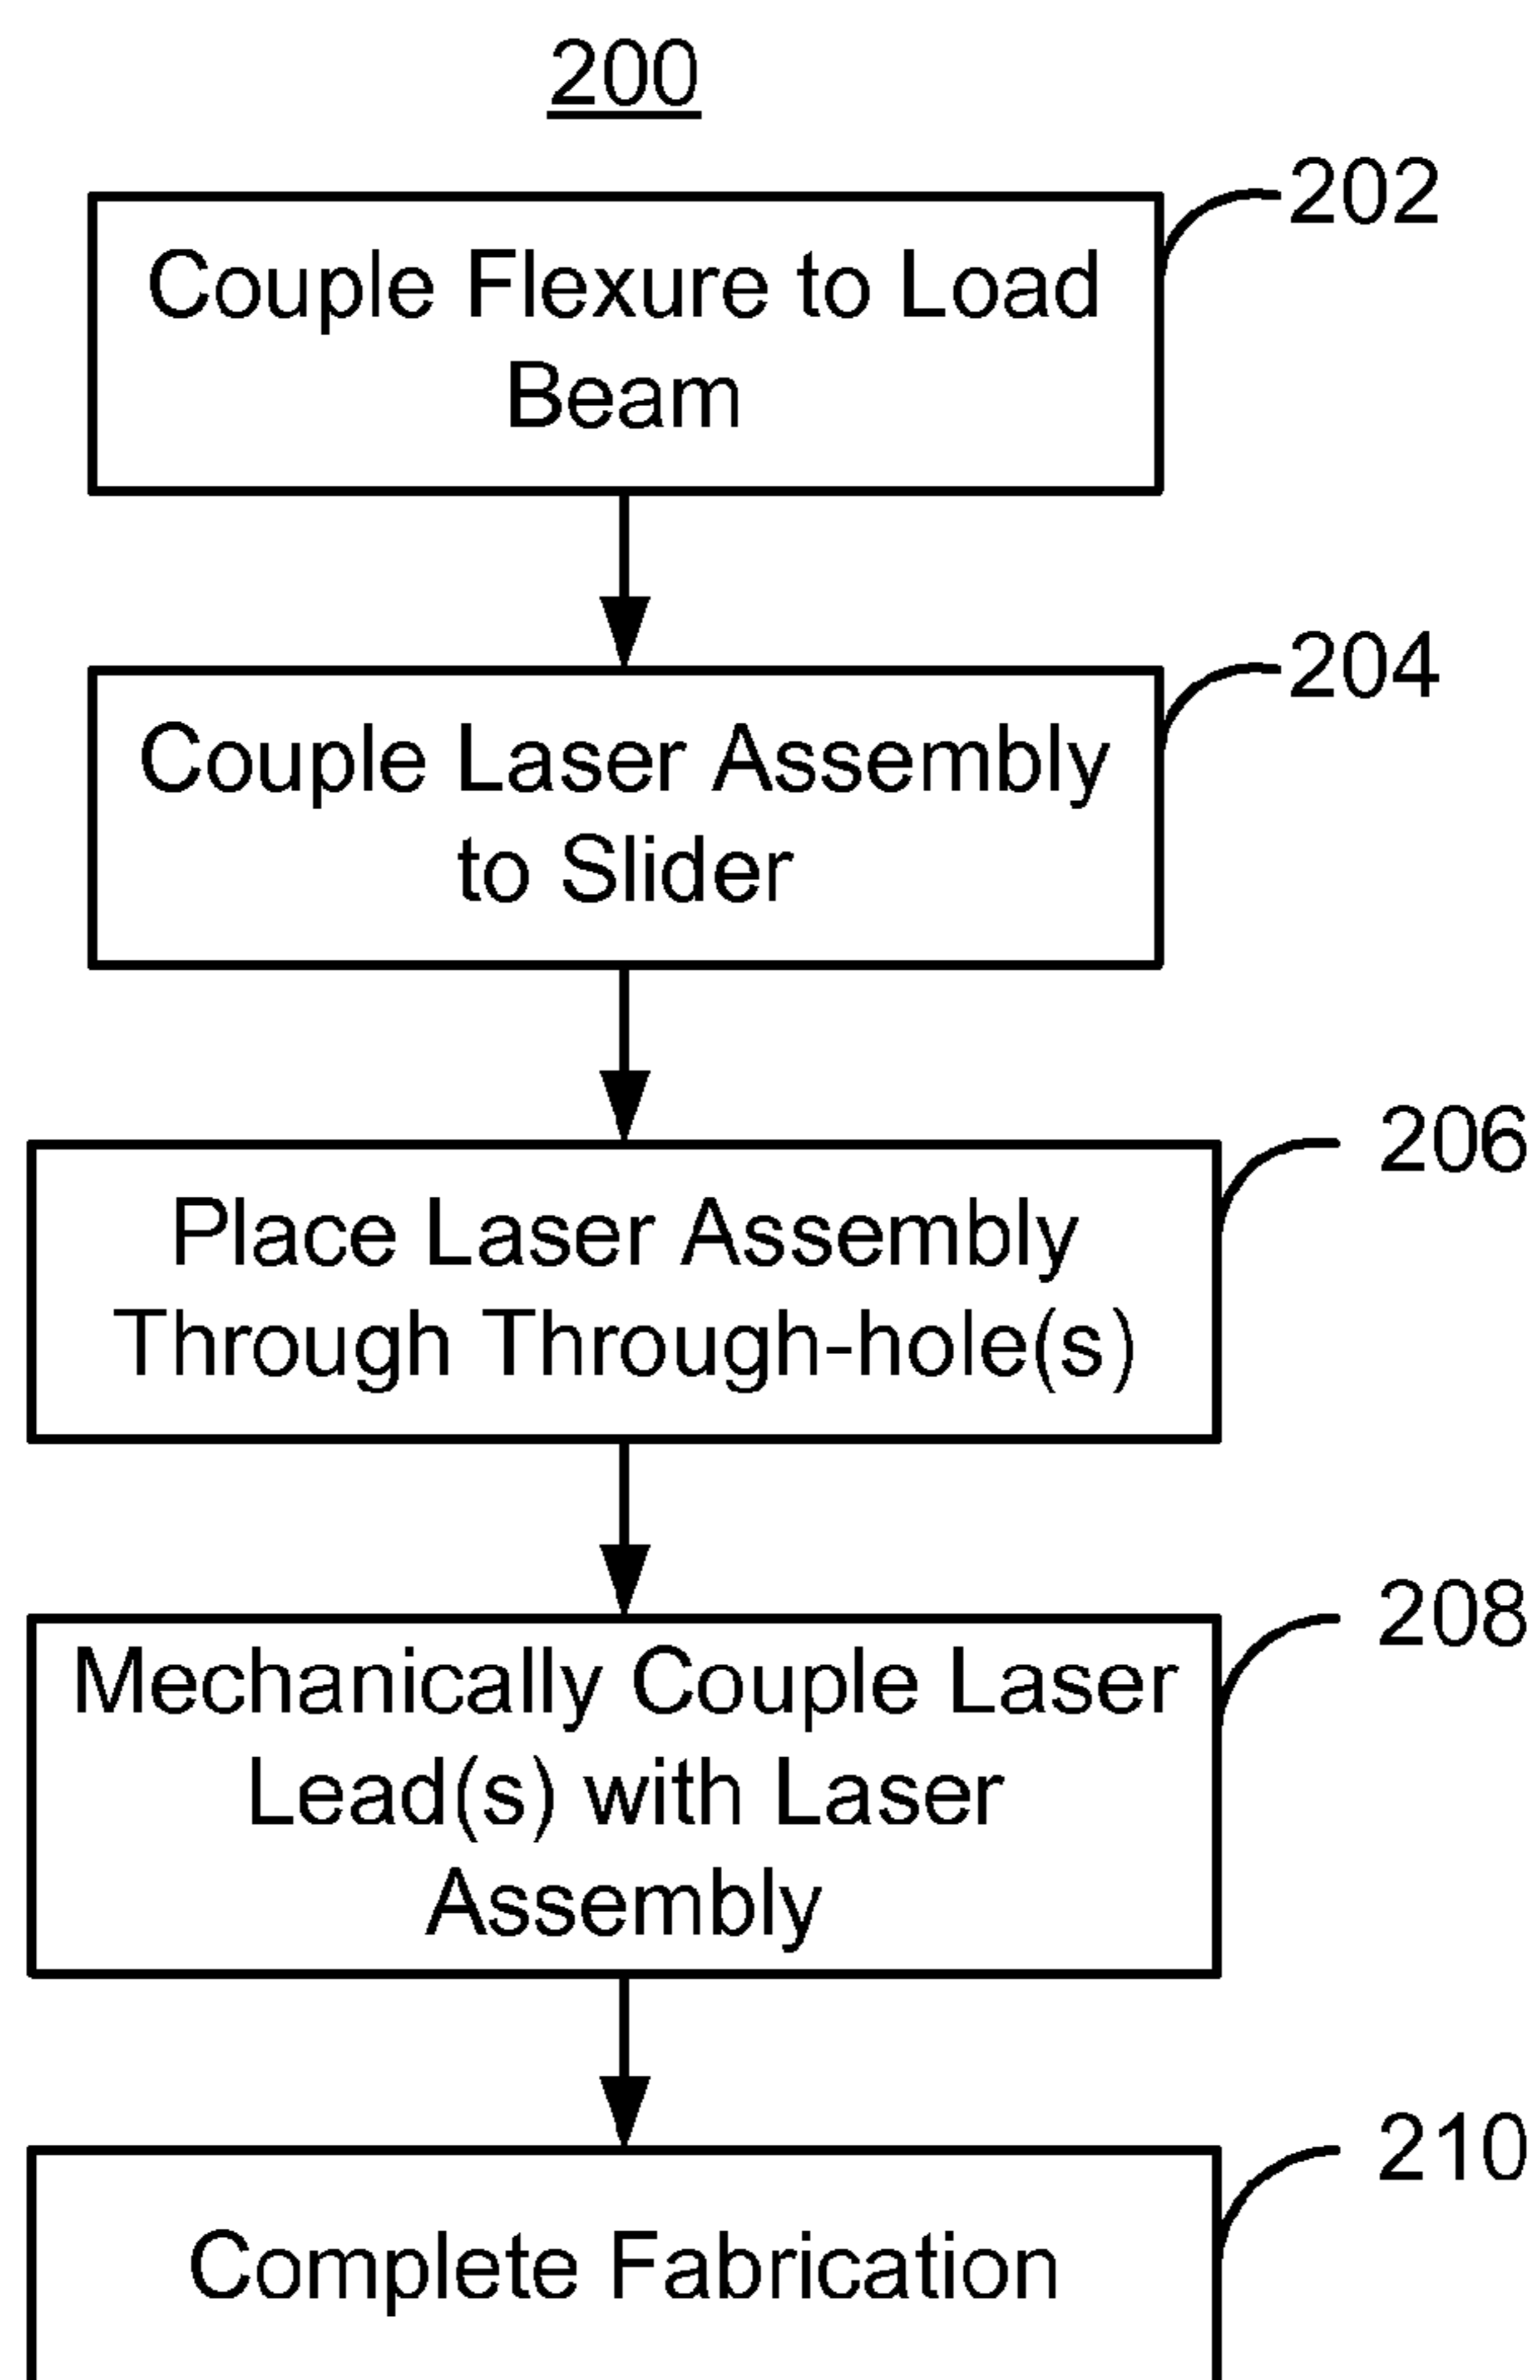 200
202
Couple Flexure to Load
Beam
204
Couple Laser Assembly
to Slider
206
Place Laser Assembly
Through Through-hole(s)
208
Mechanically Couple Laser
Lead(s) with Laser
Assembly
210
Complete Fabrication